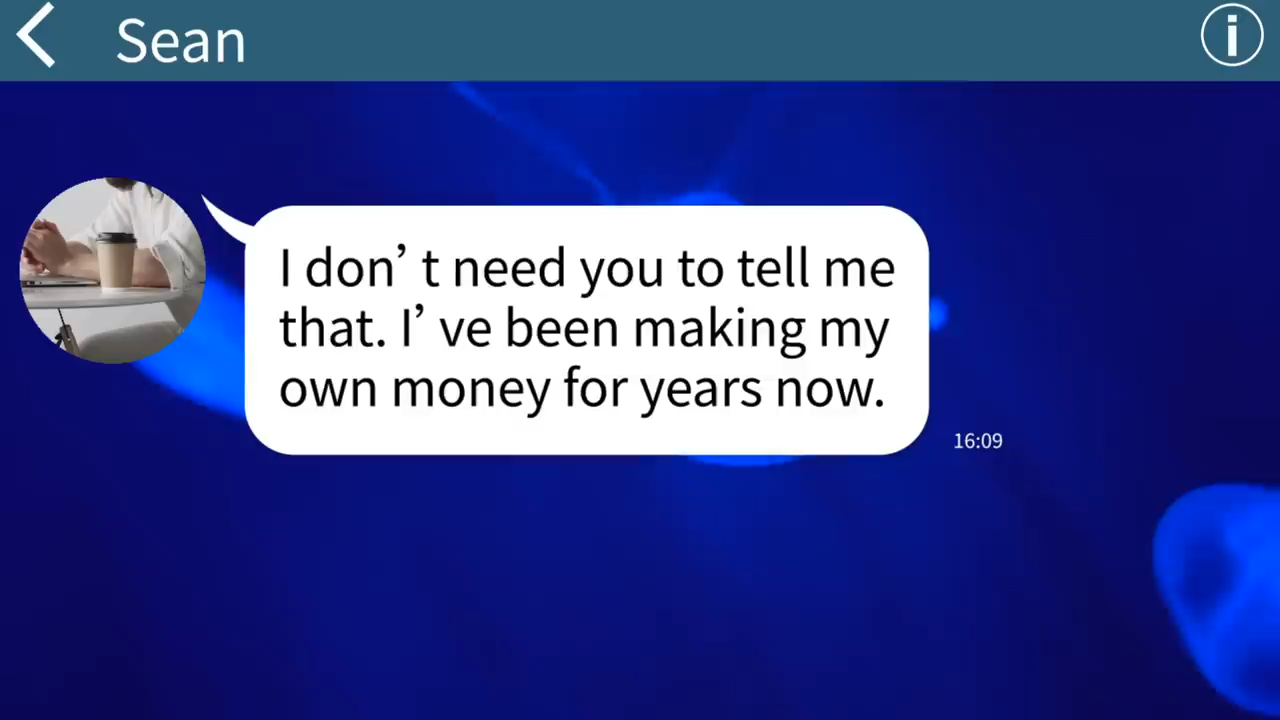 Sean
I don’ t need you to tell me
that. I’ ve been making my
own money for years now.
16:09